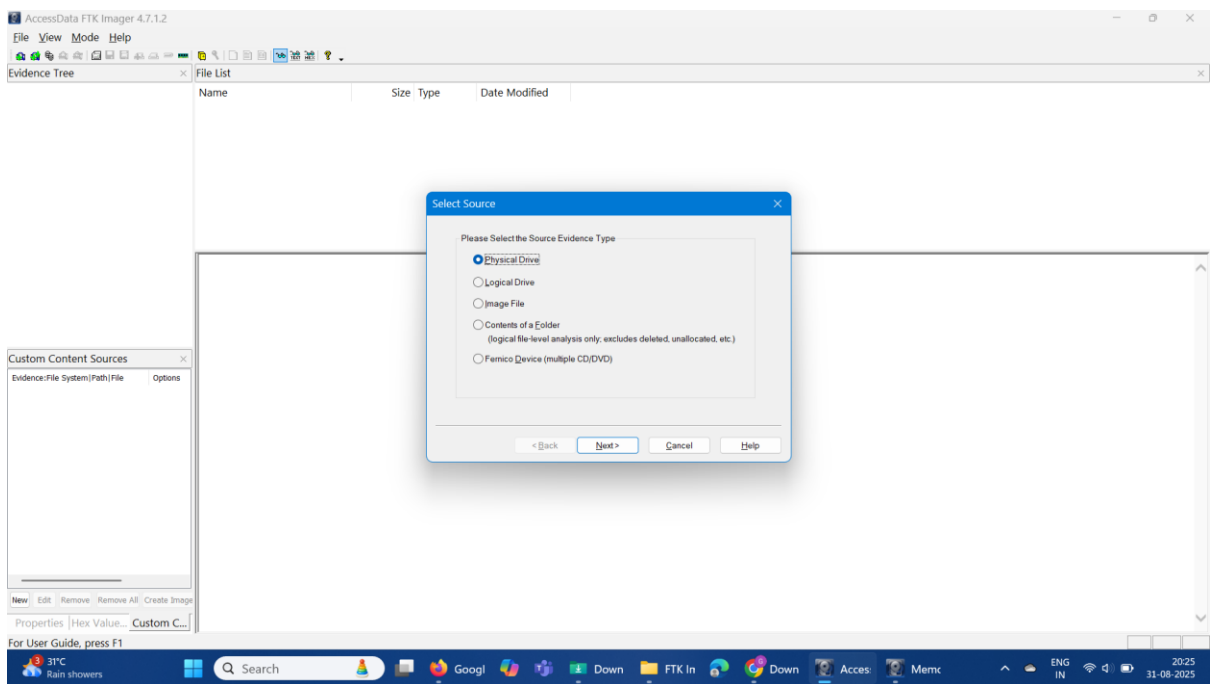 AccessData FTK Imager 4.7.1.2
File View Mode Help
Evidence Tree
File List
Name Size Type Date Modified
Select Source
Please Select the Source Evidence Type
Physical Drive
Logical Drive
Image File
Contents of a Folder
(logical file-level analysis only; excludes deleted, unallocated, etc.)
Fernico Device (multiple CD/DVD)
< Back Next > Cancel Help
Custom Content Sources
Evidence:File System|Path|File Options
New Edit Remove Remove All Create Image
Properties Hex Value... Custom C...
For User Guide, press F1
3
31°C
Rain showers
Search
Googl
Down
FTK In
Down
Acces
Memc
ENG
IN
20:25
31-08-2025